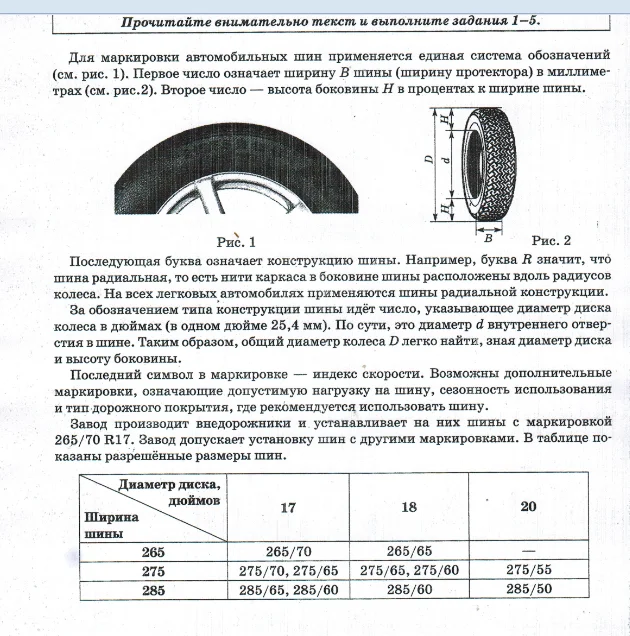 Прочитайте внимательно текст и выполните задания 1–5.
Для маркировки автомобильных шин применяется единая система обозначений
(см. рис. 1). Первое число означает ширину B шины (ширину протектора) в миллиме-
трах (см. рис.2). Второе число — высота боковины H в процентах к ширине шины.
H
D d
H
B
Рис. 1
Рис. 2
Последующая буква означает конструкцию шины. Например, буква R значит, что
шина радиальная, то есть нити каркаса в боковине шины расположены вдоль радиусов
колеса. На всех легковых автомобилях применяются шины радиальной конструкции.
За обозначением типа конструкции шины идёт число, указывающее диаметр диска
колеса в дюймах (в одном дюйме 25,4 мм). По сути, это диаметр d внутреннего отвер-
стия в шине. Таким образом, общий диаметр колеса D легко найти, зная диаметр диска
и высоту боковины.
Последний символ в маркировке — индекс скорости. Возможны дополнительные
маркировки, означающие допустимую нагрузку на шину, сезонность использования
и тип дорожного покрытия, где рекомендуется использовать шину.
Завод производит внедорожники и устанавливает на них шины с маркировкой
265/70 R17. Завод допускает установку шин с другими маркировками. В таблице по-
казаны разрешённые размеры шин.
Диаметр диска,
дюймов
Ширина
шины
17 18 20
265 265/70 265/65 —
275 275/70, 275/65 275/65, 275/60 275/55
285 285/65, 285/60 285/60 285/50